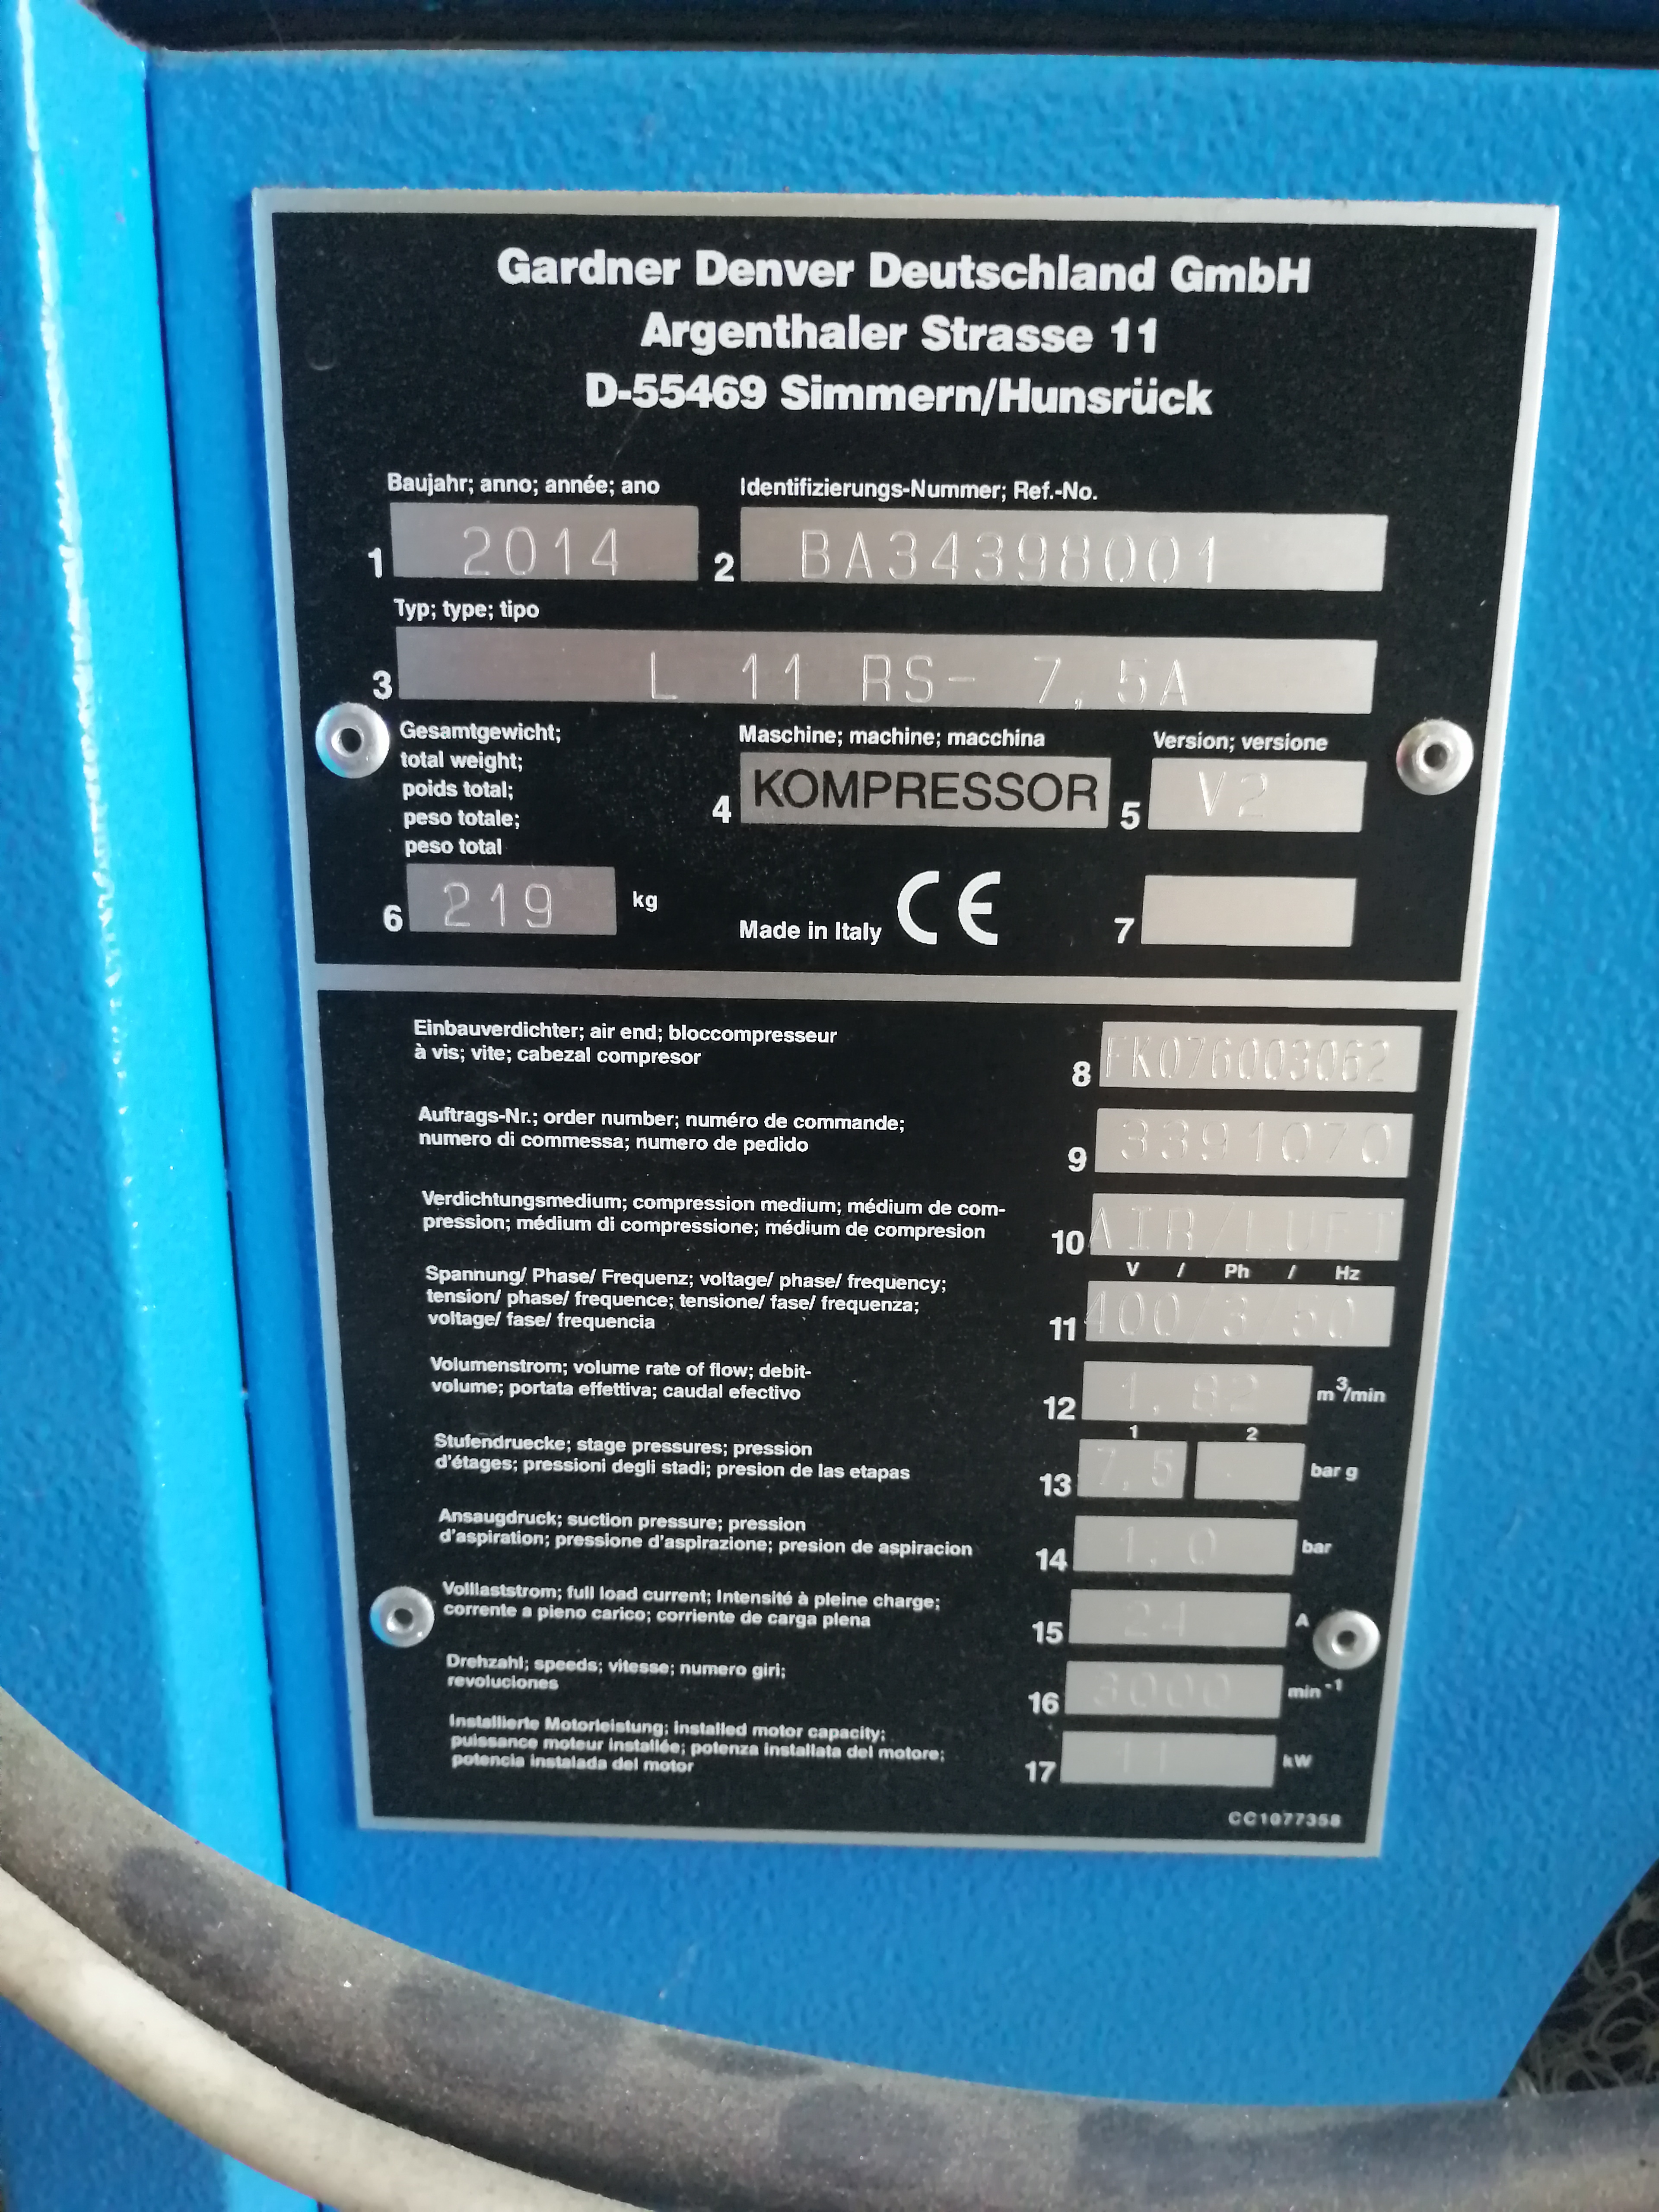 Gardner Denver Deutschland GmbH
Argenthaler Strasse 11
D-55469 Simmern/Hunsrück
Baujahr; anno; année; ano
Identifizierungs-Nummer; Ref.-No.
1 2014
2 BA34398001
Typ; type; tipo
3 L 11 RS- 7,5A
Gesamtgewicht;
total weight;
poids total;
peso totale;
peso total
6 219 kg
Maschine; machine; macchina
4 KOMPRESSOR
Version; versione
5 V2
Made in Italy CE
7
Einbauverdichter; air end; bloccompresseur
à vis; vite; cabezal compresor
8 FK076003062
Auftrags-Nr.; order number; numéro de commande;
numero di commessa; numero de pedido
9 3391070
Verdichtungsmedium; compression medium; médium de com-
pression; médium di compressione; médium de compresion
10 AIR/LUFT
V / Ph / Hz
Spannung/ Phase/ Frequenz; voltage/ phase/ frequency;
tension/ phase/ frequence; tensione/ fase/ frequenza;
voltage/ fase/ frequencia
11 400/3/50
Volumenstrom; volume rate of flow; debit-
volume; portata effettiva; caudal efectivo
12 1,82 m³/min
1 2
Stufendruecke; stage pressures; pression
d'étages; pressioni degli stadi; presion de las etapas
13 7,5 . bar g
Ansaugdruck; suction pressure; pression
d'aspiration; pressione d'aspirazione; presion de aspiracion
14 1,0 bar
Volllaststrom; full load current; Intensité à pleine charge;
corrente a pieno carico; corriente de carga plena
15 24 A
Drehzahl; speeds; vitesse; numero giri;
revoluciones
16 3000 min⁻¹
Installierte Motorleistung; installed motor capacity;
puissance moteur installée; potenza installata del motore;
potencia instalada del motor
17 11 kW
CC1077358